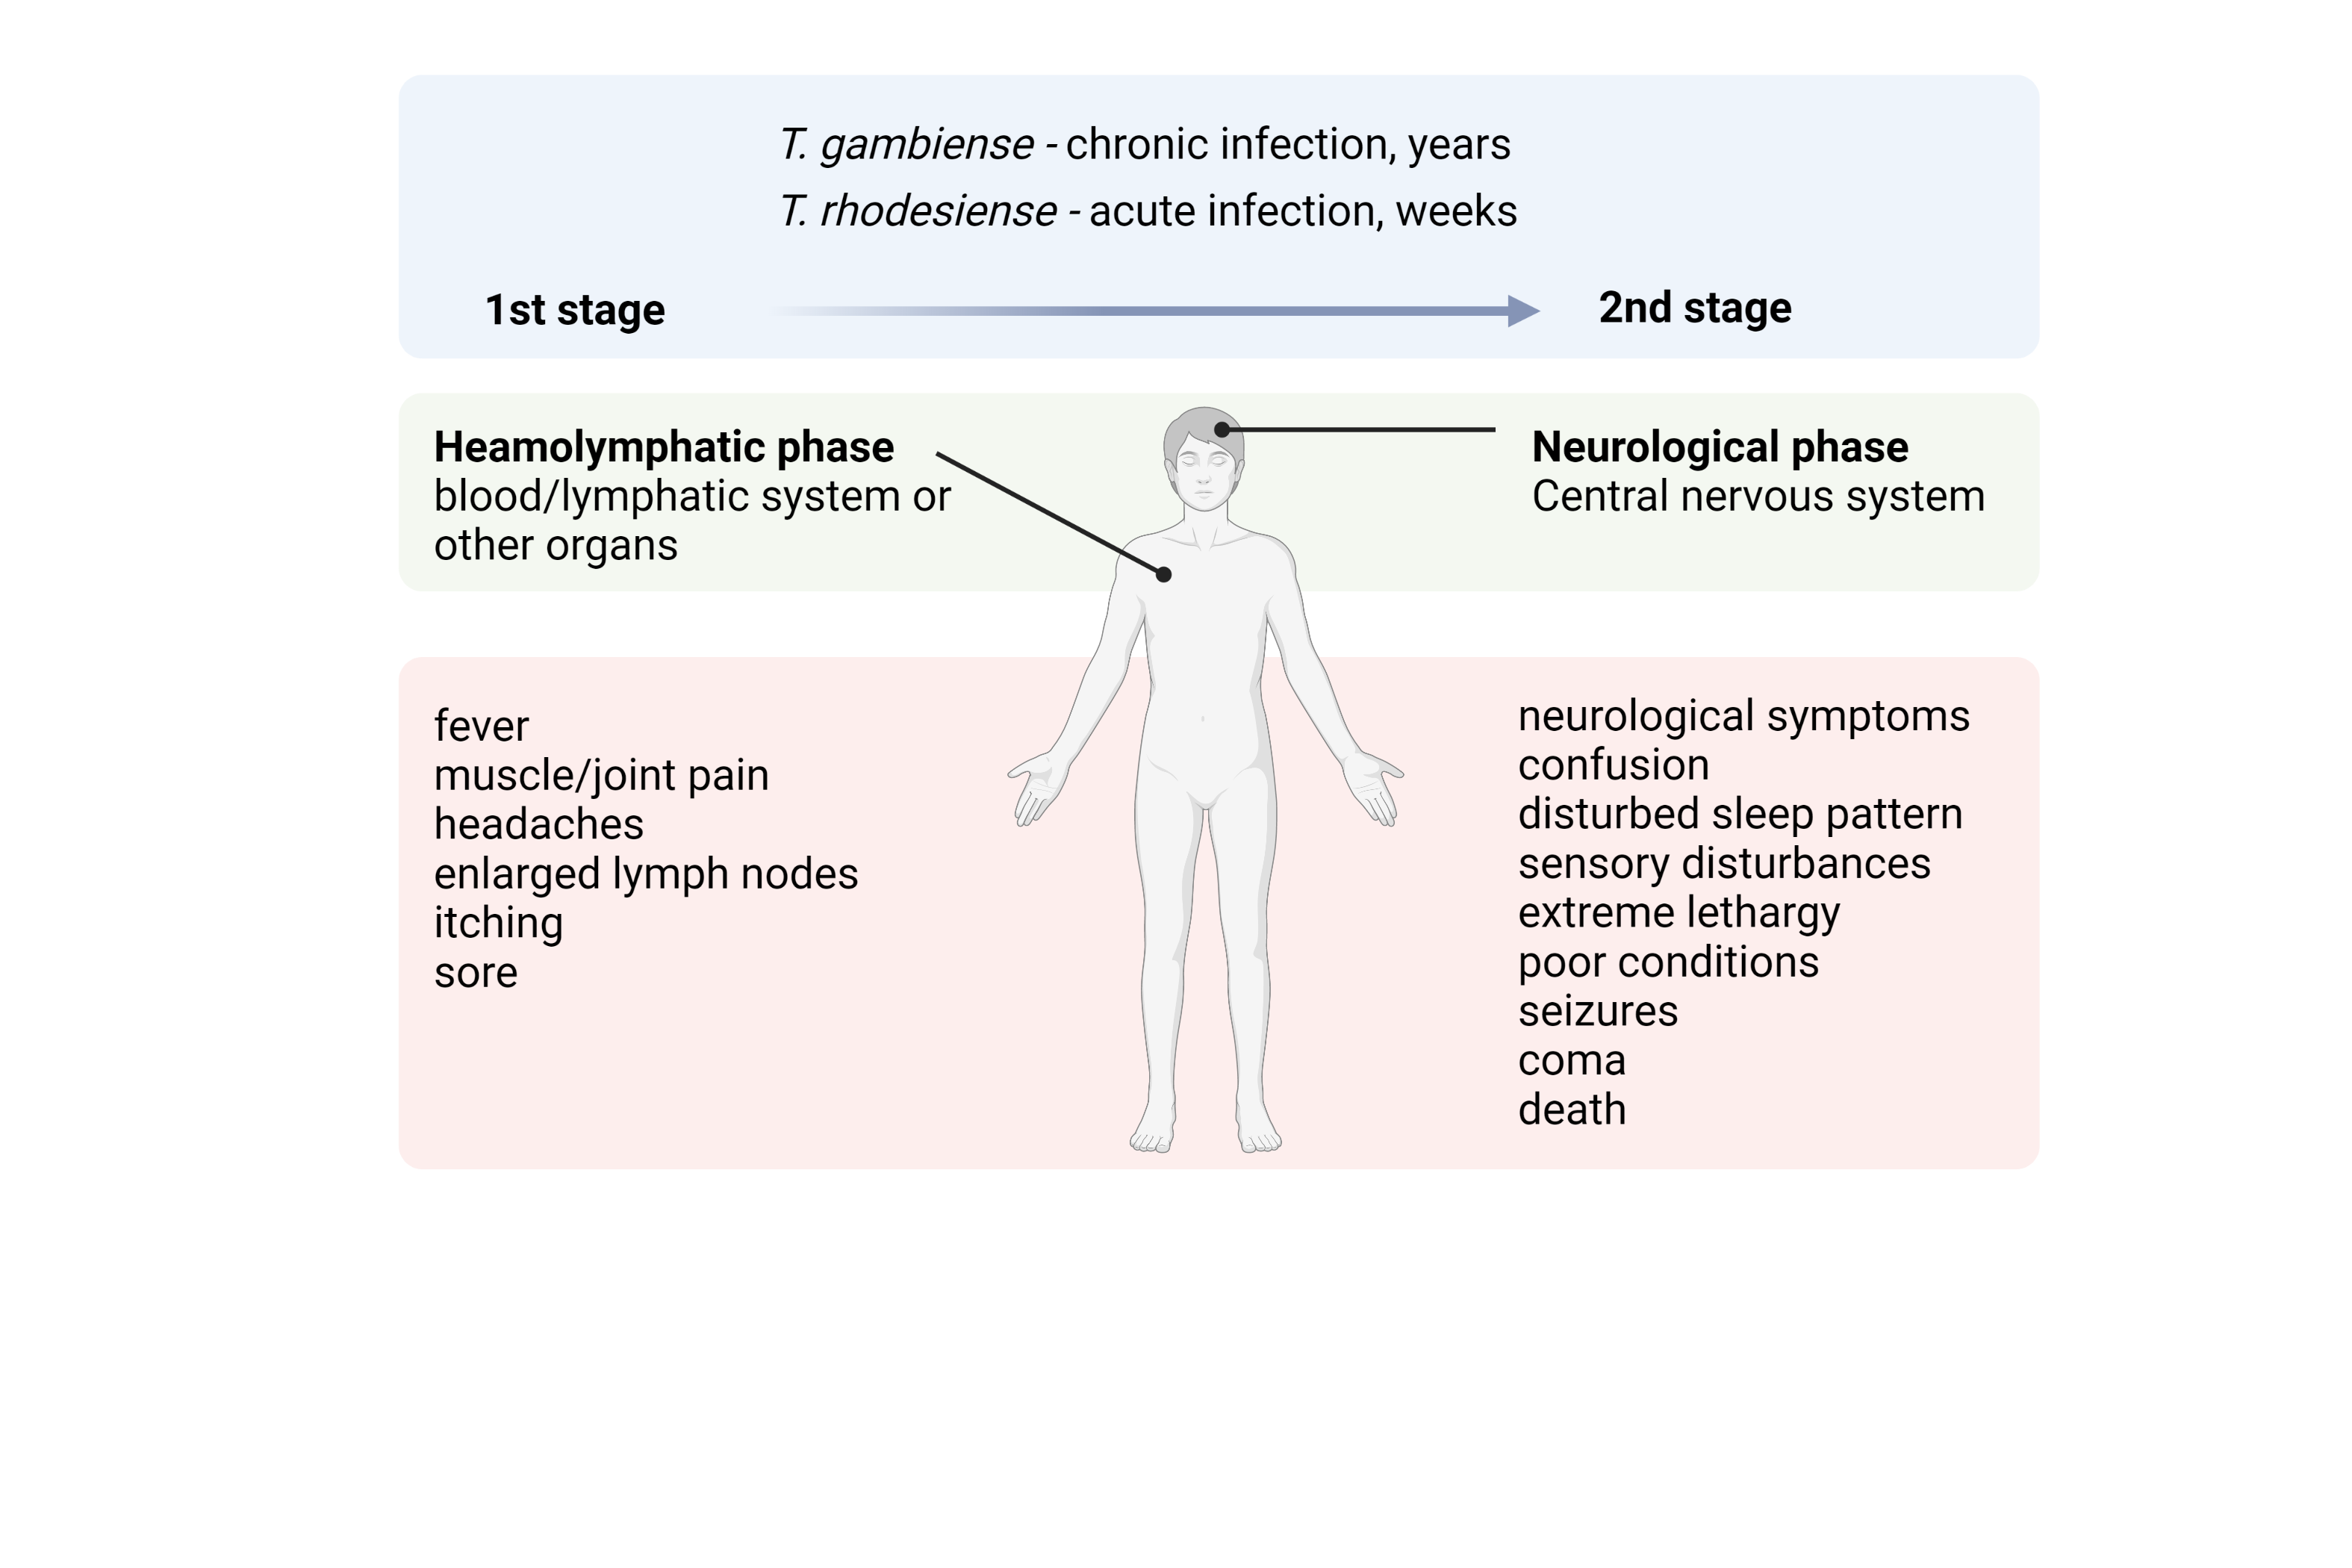 T. gambiense - chronic infection, years
T. rhodesiense - acute infection, weeks
1st stage
2nd stage
Heamolymphatic phase
blood/lymphatic system or
other organs
Neurological phase
Central nervous system
fever
muscle/joint pain
headaches
enlarged lymph nodes
itching
sore
neurological symptoms
confusion
disturbed sleep pattern
sensory disturbances
extreme lethargy
poor conditions
seizures
coma
death